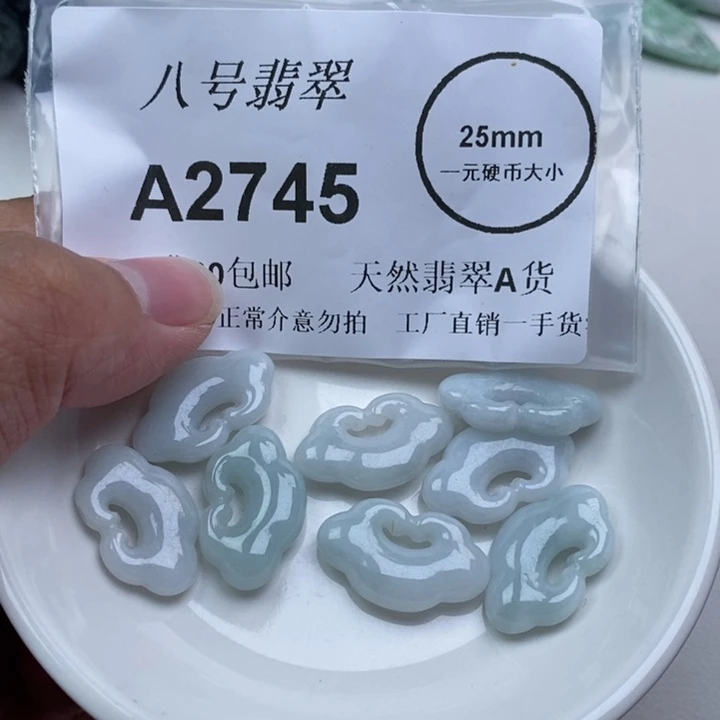 八号翡翠
25mm
一元硬币大小
A2745
0包邮 天然翡翠A货
正常介意勿拍 工厂直销一手货